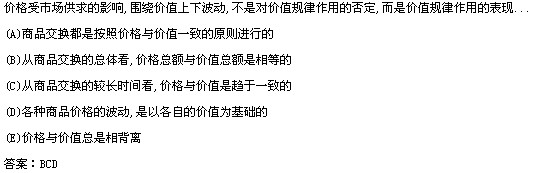 价格受市场供求的影响,围绕价值上下波动,不是对价值规律作用的否定,而是价值规律作用的表现...
(A)商品交换都是按照价格与价值一致的原则进行的
(B)从商品交换的总体看,价格总额与价值总额是相等的
(C)从商品交换的较长时间看,价格与价值是趋于一致的
(D)各种商品价格的波动,是以各自的价值为基础的
(E)价格与价值总是相背离
答案：BCD